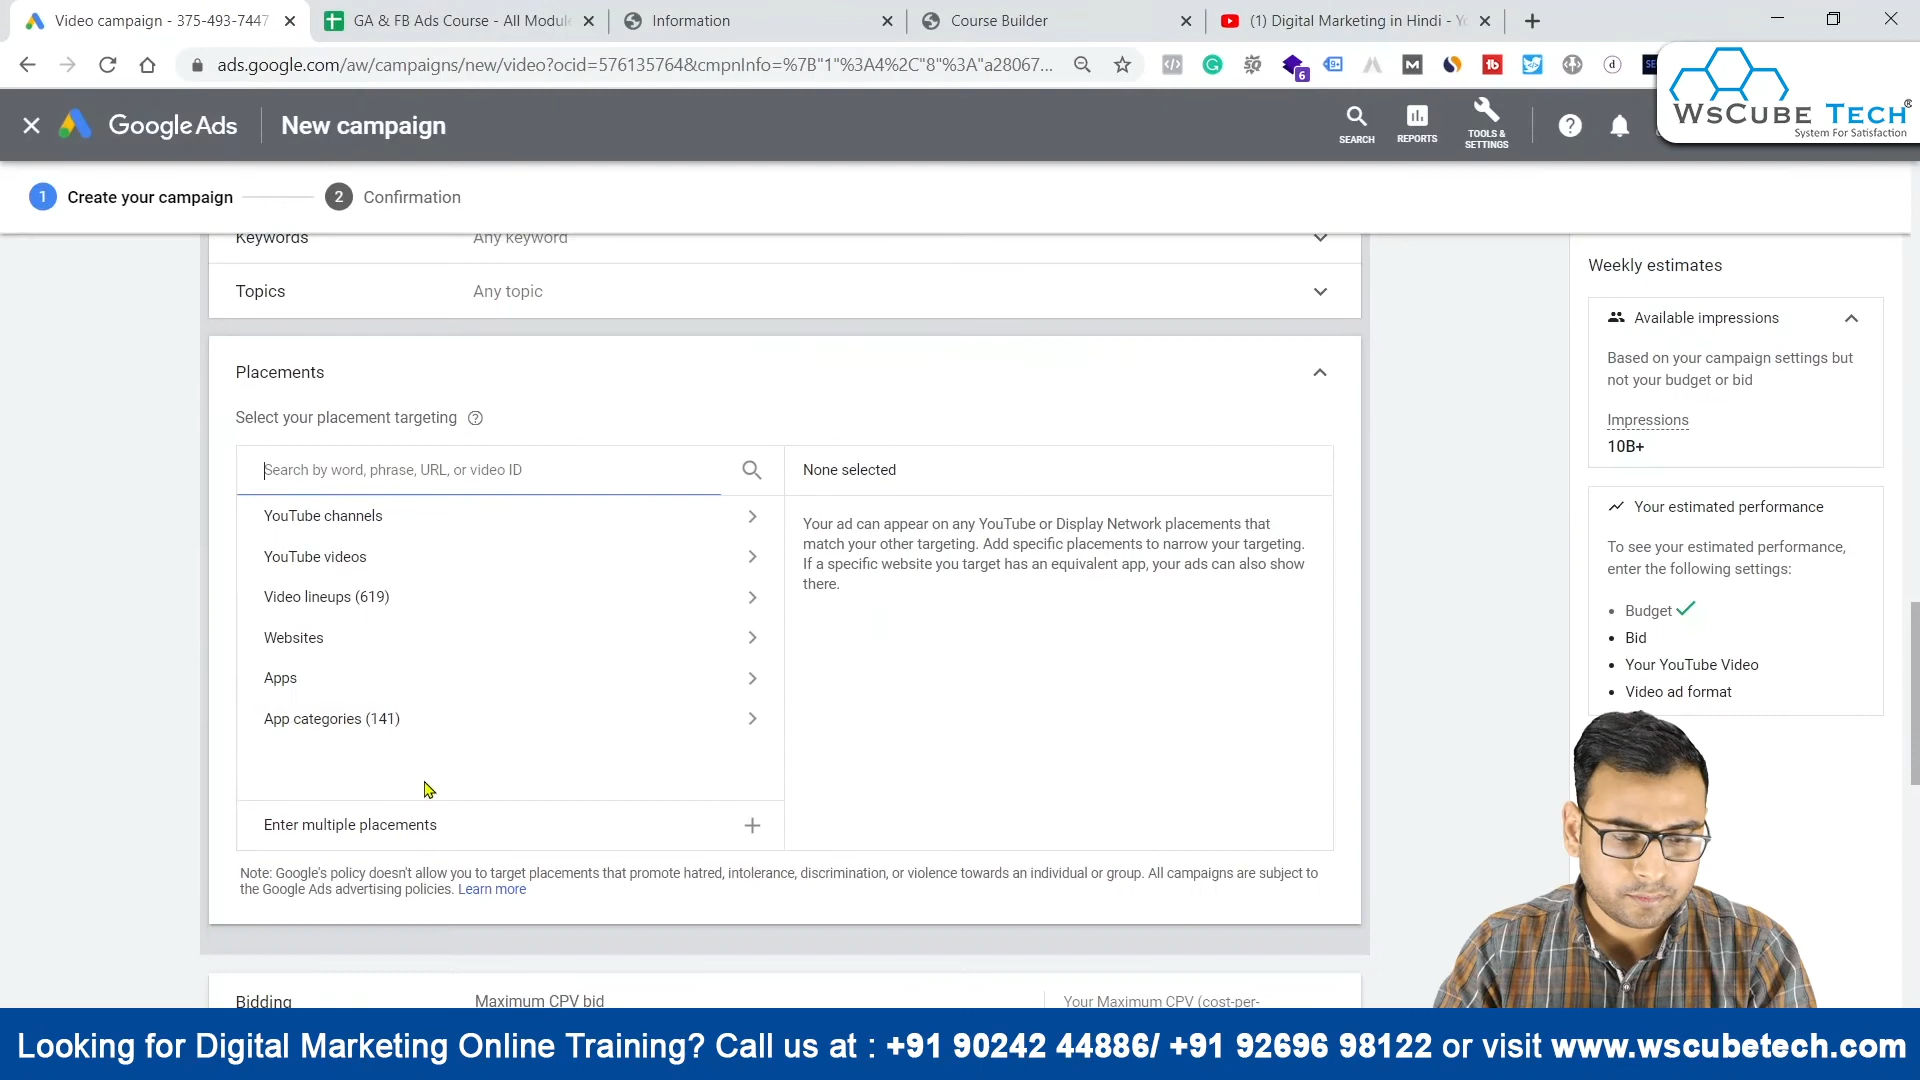 Video campaign - 375-493-7447
GA & FB Ads Course - All Module
Information
Course Builder
(1) Digital Marketing in Hindi - Yo
ads.google.com/aw/campaigns/new/video?ocid=576135764&cmpnInfo=%7B"1"%3A4%2C"8"%3A"a28067...
6
WsCube Tech®
System For Satisfaction
Google Ads
New campaign
SEARCH
REPORTS
TOOLS &
SETTINGS
1 Create your campaign
2 Confirmation
Keywords Any keyword
Topics Any topic
Placements
Select your placement targeting
Search by word, phrase, URL, or video ID
YouTube channels
YouTube videos
Video lineups (619)
Websites
Apps
App categories (141)
Enter multiple placements
None selected
Your ad can appear on any YouTube or Display Network placements that
match your other targeting. Add specific placements to narrow your targeting.
If a specific website you target has an equivalent app, your ads can also show
there.
Note: Google's policy doesn't allow you to target placements that promote hatred, intolerance, discrimination, or violence towards an individual or group. All campaigns are subject to
the Google Ads advertising policies. Learn more
Bidding
Maximum CPV bid
Your Maximum CPV (cost-per-
Weekly estimates
Available impressions
Based on your campaign settings but
not your budget or bid
Impressions
10B+
Your estimated performance
To see your estimated performance,
enter the following settings:
• Budget
• Bid
• Your YouTube Video
• Video ad format
Looking for Digital Marketing Online Training? Call us at : +91 90242 44886/ +91 92696 98122 or visit www.wscubetech.com